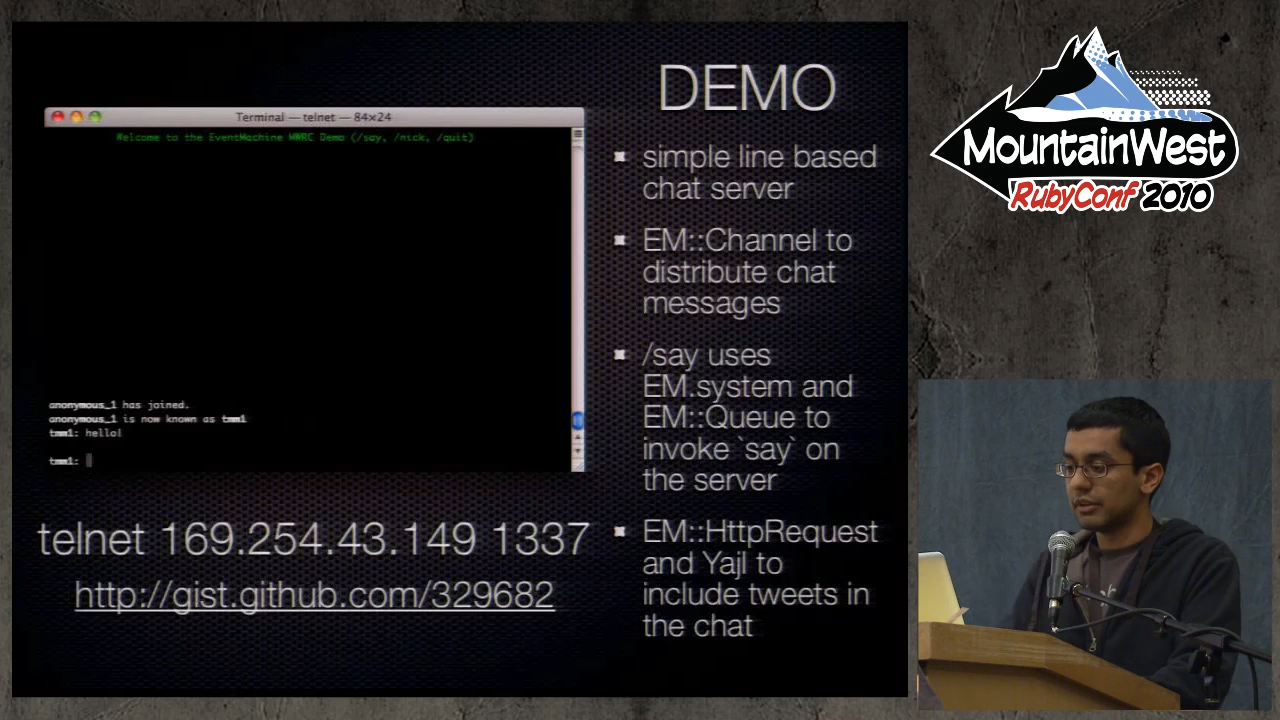 DEMO
Terminal — telnet — 84×24
Welcome to the EventMachine MWRC Demo (/say, /nick, /quit)
anonymous_1 has joined.
anonymous_1 is now known as tmm1
tmm1: hello!
tmm1:
telnet 169.254.43.149 1337
http://gist.github.com/329682
simple line based
chat server
EM::Channel to
distribute chat
messages
/say uses
EM.system and
EM::Queue to
invoke `say` on
the server
EM::HttpRequest
and Yajl to
include tweets in
the chat
MountainWest
RubyConf 2010